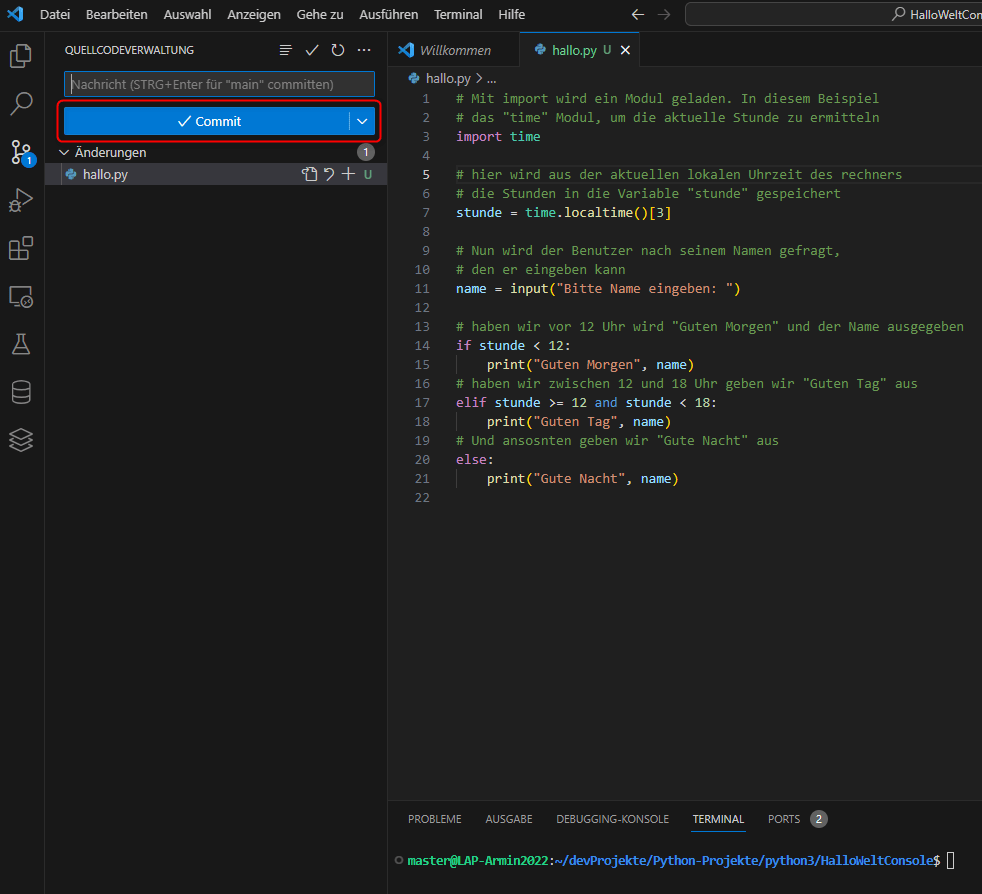 Datei Bearbeiten Auswahl Anzeigen Gehe zu Ausführen Terminal Hilfe HalloWeltCon
QUELLCODEVERWALTUNG
Nachricht (STRG+Enter für "main" committen)
Commit
Änderungen 1
hallo.py U
1
Willkommen hallo.py U
hallo.py > ...
1 # Mit import wird ein Modul geladen. In diesem Beispiel
2 # das "time" Modul, um die aktuelle Stunde zu ermitteln
3 import time
4
5 # hier wird aus der aktuellen lokalen Uhrzeit des rechners
6 # die Stunden in die Variable "stunde" gespeichert
7 stunde = time.localtime()[3]
8
9 # Nun wird der Benutzer nach seinem Namen gefragt,
10 # den er eingeben kann
11 name = input("Bitte Name eingeben: ")
12
13 # haben wir vor 12 Uhr wird "Guten Morgen" und der Name ausgegeben
14 if stunde < 12:
15 print("Guten Morgen", name)
16 # haben wir zwischen 12 und 18 Uhr geben wir "Guten Tag" aus
17 elif stunde >= 12 and stunde < 18:
18 print("Guten Tag", name)
19 # Und ansosnten geben wir "Gute Nacht" aus
20 else:
21 print("Gute Nacht", name)
22
PROBLEME AUSGABE DEBUGGING-KONSOLE TERMINAL PORTS 2
master@LAP-Armin2022:~/devProjekte/Python-Projekte/python3/HalloWeltConsole$